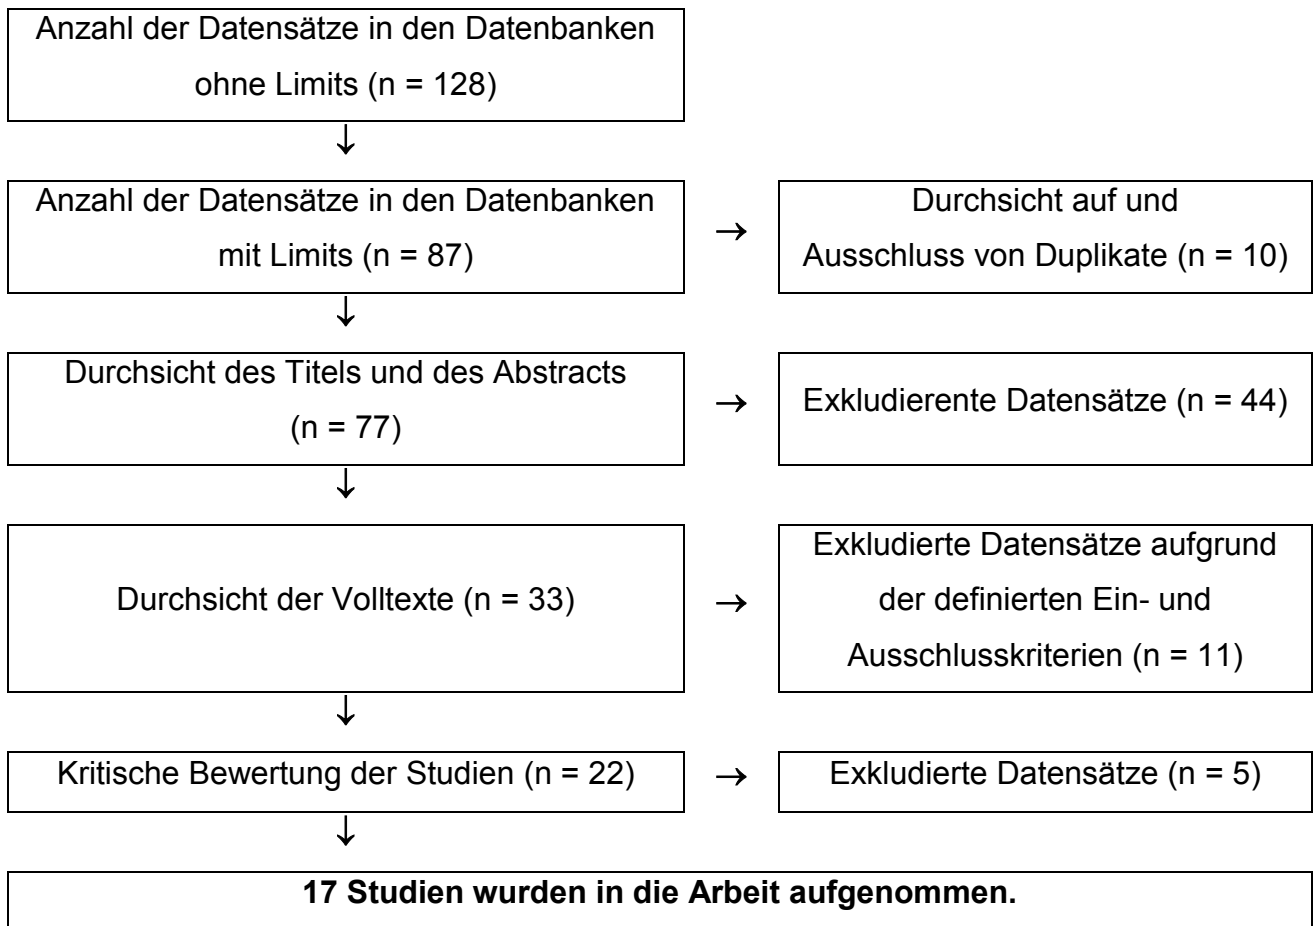 Anzahl der Datensätze in den Datenbanken
ohne Limits (n = 128)
↓
Anzahl der Datensätze in den Datenbanken
mit Limits (n = 87)
→
Durchsicht auf und
Ausschluss von Duplikate (n = 10)
↓
Durchsicht des Titels und des Abstracts
(n = 77)
→
Exkludierente Datensätze (n = 44)
↓
Durchsicht der Volltexte (n = 33)
→
Exkludierte Datensätze aufgrund
der definierten Ein- und
Ausschlusskriterien (n = 11)
↓
Kritische Bewertung der Studien (n = 22)
→
Exkludierte Datensätze (n = 5)
↓
17 Studien wurden in die Arbeit aufgenommen.